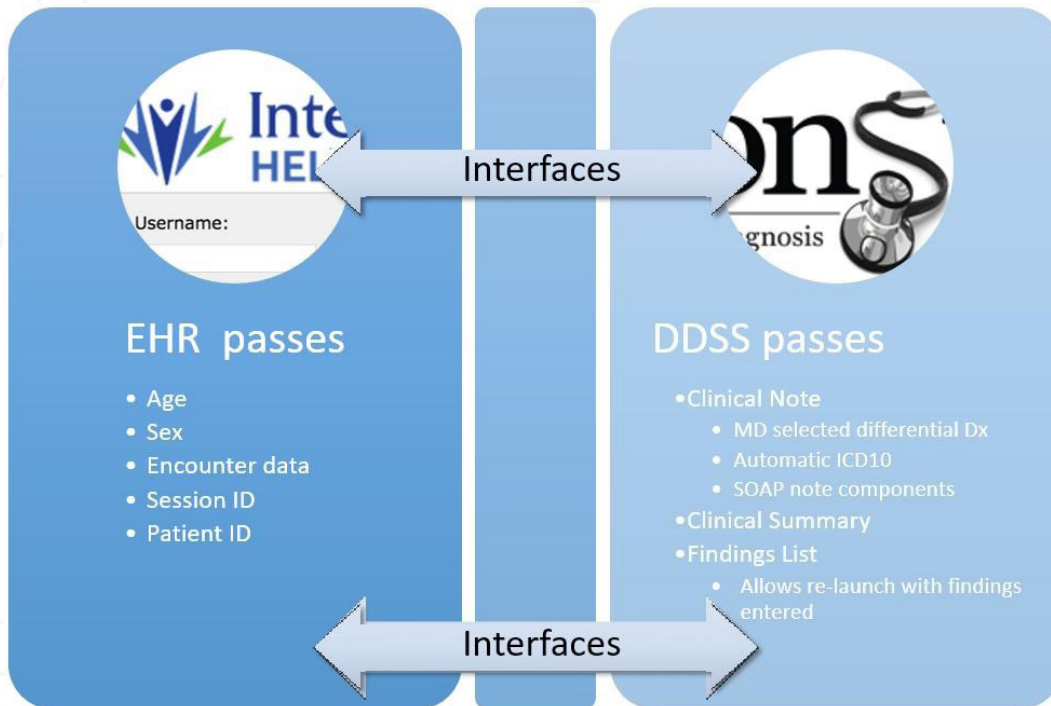 Inte
HEL
Username:
Interfaces
ons
agnosis
EHR passes
• Age
• Sex
• Encounter data
• Session ID
• Patient ID
DDSS passes
•Clinical Note
• MD selected differential Dx
• Automatic ICD10
• SOAP note components
•Clinical Summary
•Findings List
• Allows re-launch with findings
entered
Interfaces